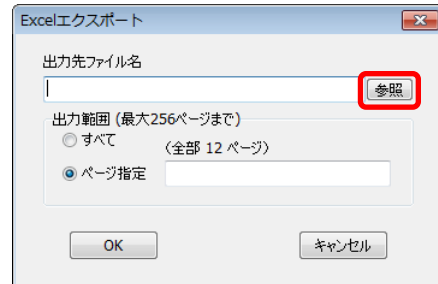 Excelエクスポート
出力先ファイル名
参照
出力範囲 (最大256ページまで)
すべて
(全部 12 ページ)
ページ指定
OK
キャンセル